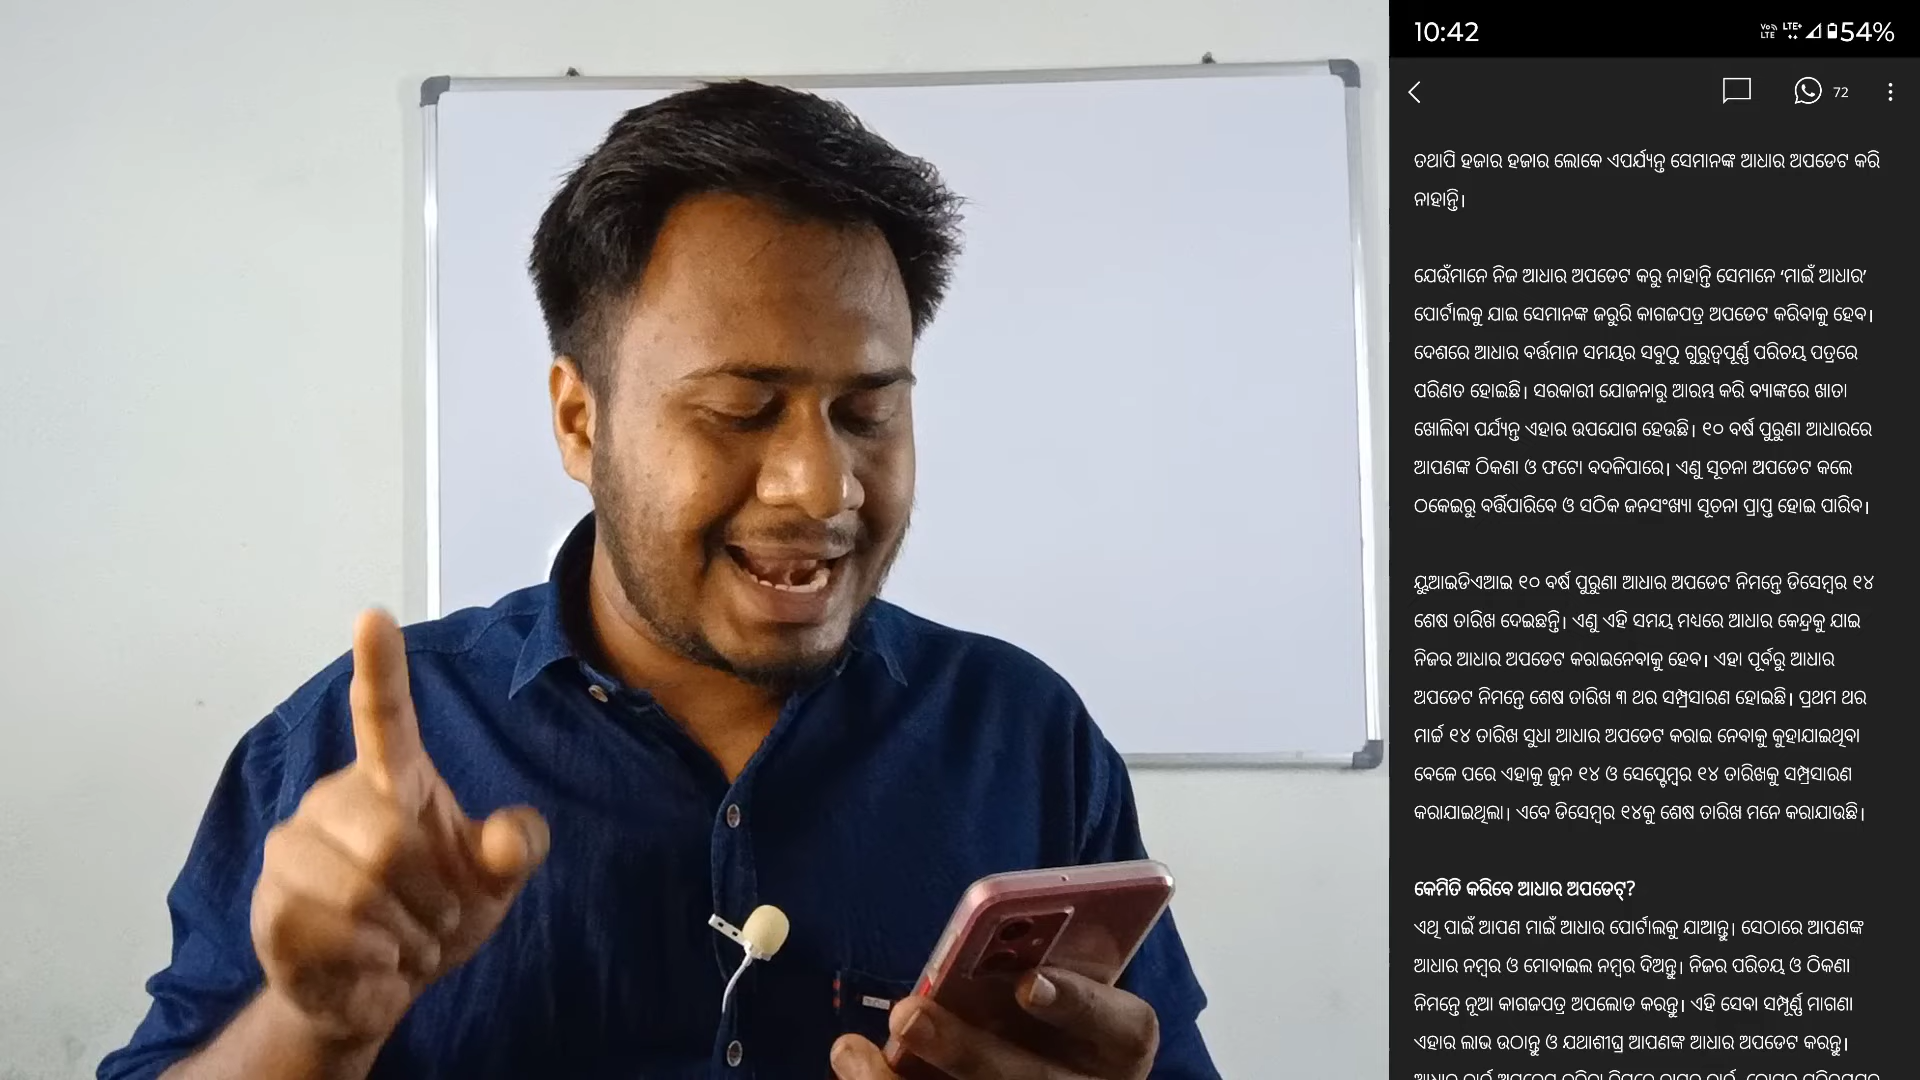 10:42
54%
72
ତଥାପି ହଜାର ହଜାର ଲୋକେ ଏପର୍ଯ୍ୟନ୍ତ ସେମାନଙ୍କ ଆଧାର ଅପଡେଟ କରି
ନାହାନ୍ତି।
ଯେଉଁମାନେ ନିଜ ଆଧାର ଅପଡେଟ କରୁ ନାହାନ୍ତି ସେମାନେ ‘ମାଇଁ ଆଧାର’
ପୋର୍ଟାଲକୁ ଯାଇ ସେମାନଙ୍କ ଜରୁରି କାଗଜପତ୍ର ଅପଡେଟ କରିବାକୁ ହେବ।
ଦେଶରେ ଆଧାର ବର୍ତ୍ତମାନ ସମୟର ସବୁଠୁ ଗୁରୁତ୍ୱପୂର୍ଣ୍ଣ ପରିଚୟ ପତ୍ରରେ
ପରିଣତ ହୋଇଛି। ସରକାରୀ ଯୋଜନାରୁ ଆରମ୍ଭ କରି ବ୍ୟାଙ୍କରେ ଖାତା
ଖୋଲିବା ପର୍ଯ୍ୟନ୍ତ ଏହାର ଉପଯୋଗ ହେଉଛି। ୧୦ ବର୍ଷ ପୁରୁଣା ଆଧାରରେ
ଆପଣଙ୍କ ଠିକଣା ଓ ଫଟୋ ବଦଳିପାରେ। ଏଣୁ ସୂଚନା ଅପଡେଟ କଲେ
ଠକେଇରୁ ବର୍ତ୍ତିପାରିବେ ଓ ସଠିକ ଜନସଂଖ୍ୟା ସୂଚନା ପ୍ରାପ୍ତ ହୋଇ ପାରିବ।
ୟୁଆଇଡିଏଆଇ ୧୦ ବର୍ଷ ପୁରୁଣା ଆଧାର ଅପଡେଟ ନିମନ୍ତେ ଡିସେମ୍ବର ୧୪
ଶେଷ ତାରିଖ ଦେଇଛନ୍ତି। ଏଣୁ ଏହି ସମୟ ମଧ୍ୟରେ ଆଧାର କେନ୍ଦ୍ରକୁ ଯାଇ
ନିଜର ଆଧାର ଅପଡେଟ କରାଇନେବାକୁ ହେବ। ଏହା ପୂର୍ବରୁ ଆଧାର
ଅପଡେଟ ନିମନ୍ତେ ଶେଷ ତାରିଖ ୩ ଥର ସମ୍ପ୍ରସାରଣ ହୋଇଛି। ପ୍ରଥମ ଥର
ମାର୍ଚ୍ଚ ୧୪ ତାରିଖ ସୁଧା ଆଧାର ଅପଡେଟ କରାଇ ନେବାକୁ କୁହାଯାଇଥିବା
ବେଳେ ପରେ ଏହାକୁ ଜୁନ ୧୪ ଓ ସେପ୍ଟେମ୍ବର ୧୪ ତାରିଖକୁ ସମ୍ପ୍ରସାରଣ
କରାଯାଇଥିଲା। ଏବେ ଡିସେମ୍ବର ୧୪କୁ ଶେଷ ତାରିଖ ମନେ କରାଯାଉଛି।
କେମିତି କରିବେ ଆଧାର ଅପଡେଟ୍?
ଏଥି ପାଇଁ ଆପଣ ମାଇଁ ଆଧାର ପୋର୍ଟାଲକୁ ଯାଆନ୍ତୁ। ସେଠାରେ ଆପଣଙ୍କ
ଆଧାର ନମ୍ବର ଓ ମୋବାଇଲ ନମ୍ବର ଦିଅନ୍ତୁ। ନିଜର ପରିଚୟ ଓ ଠିକଣା
ନିମନ୍ତେ ନୂଆ କାଗଜପତ୍ର ଅପଲୋଡ କରନ୍ତୁ। ଏହି ସେବା ସମ୍ପୂର୍ଣ୍ଣ ମାଗଣା
ଏହାର ଲାଭ ଉଠାନ୍ତୁ ଓ ଯଥାଶୀଘ୍ର ଆପଣଙ୍କ ଆଧାର ଅପଡେଟ କରନ୍ତୁ।